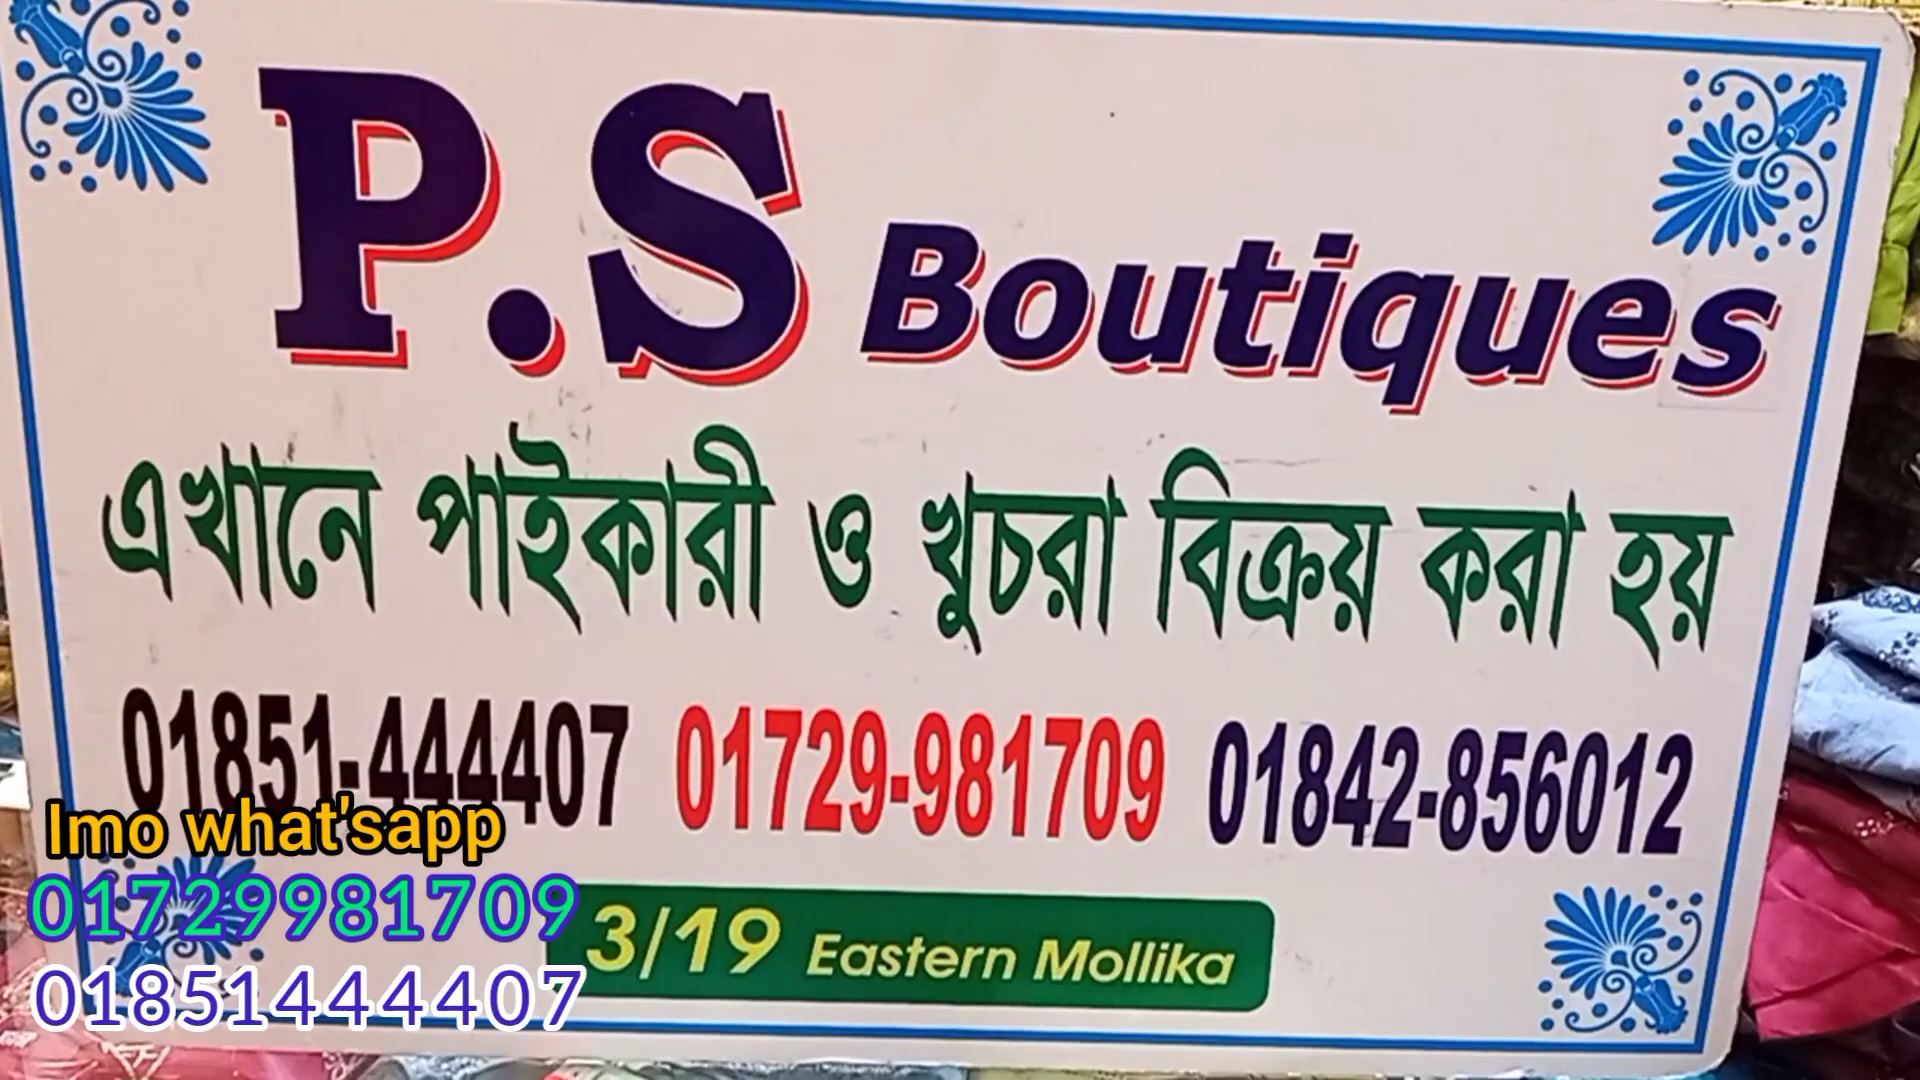 P.S Boutiques
এখানে পাইকারী ও খুচরা বিক্রয় করা হয়
01851-444407 01729-981709 01842-856012
Imo what'sapp
01729981709
01851444407
3/19 Eastern Mollika